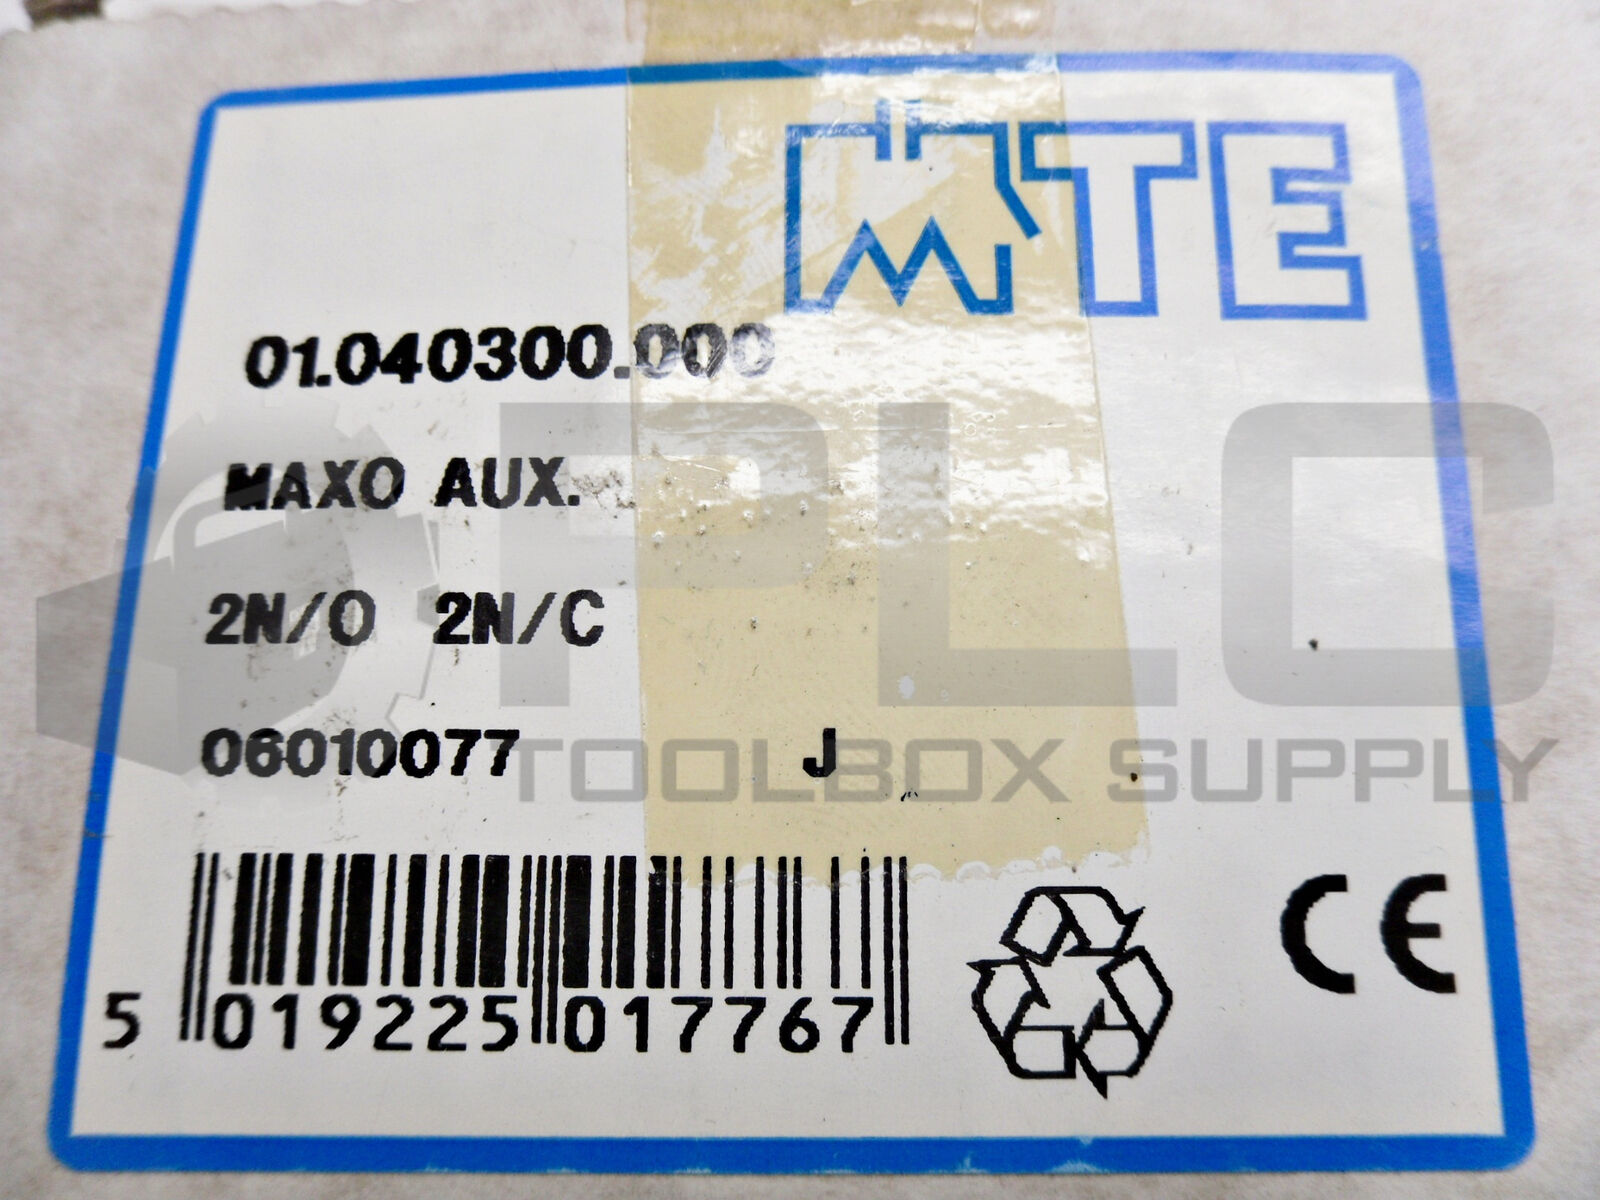 MTE
01.040300.000
MAXO AUX.
2N/O 2N/C
06010077 J
5 019225 017767
CE
PLC
TOOLBOX SUPPLY